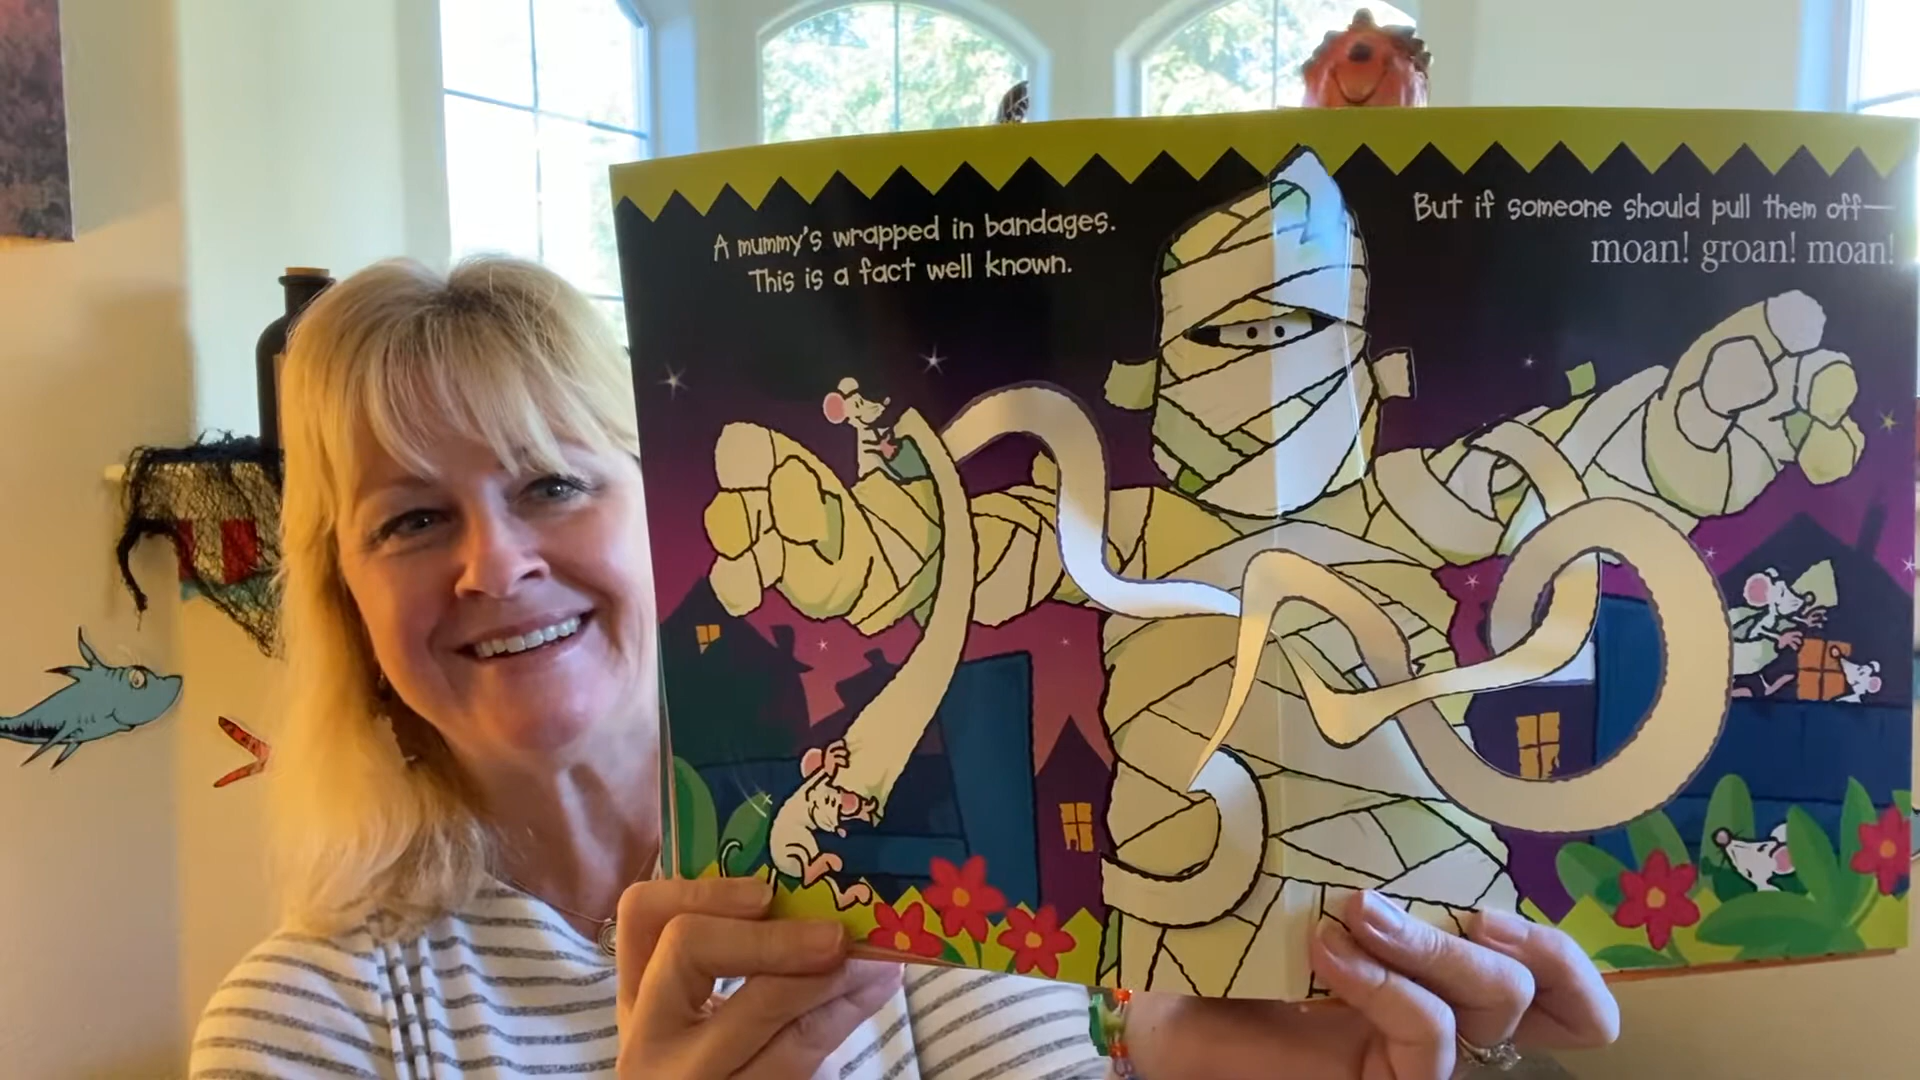 A mummy's wrapped in bandages.
This is a fact well known.
But if someone should pull them off—
moan! groan! moan!